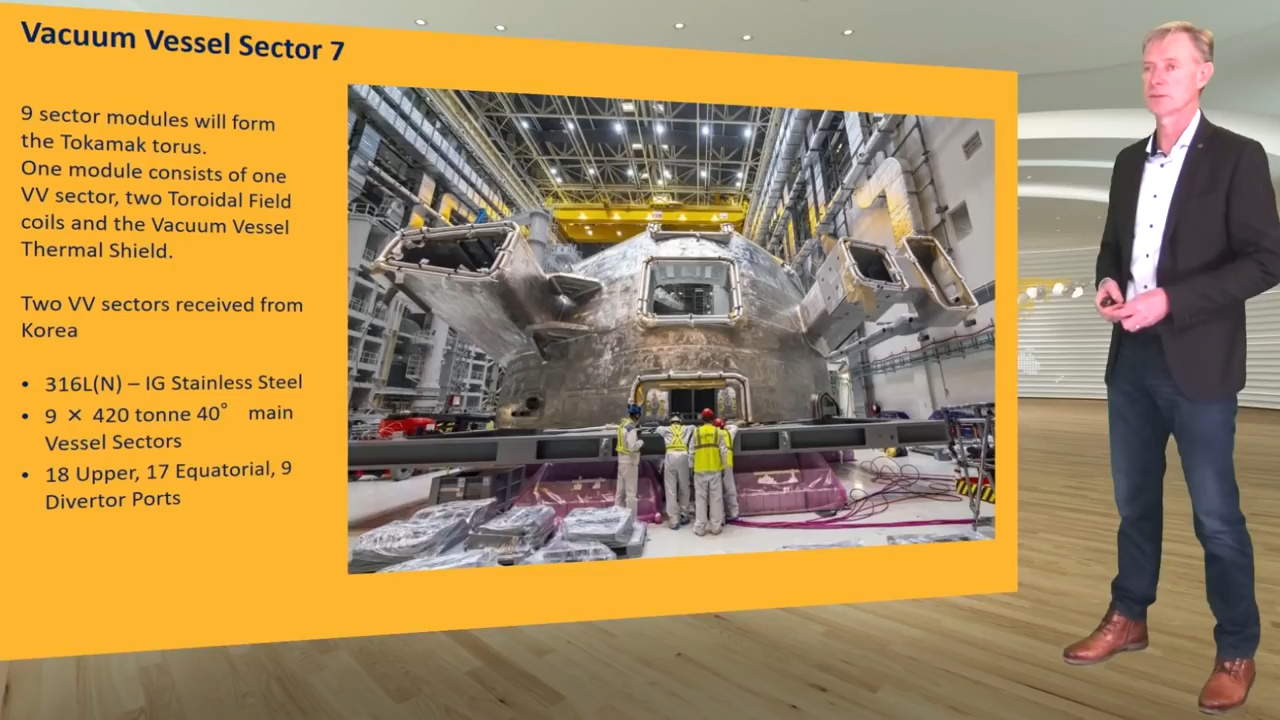 Vacuum Vessel Sector 7
9 sector modules will form
the Tokamak torus.
One module consists of one
VV sector, two Toroidal Field
coils and the Vacuum Vessel
Thermal Shield.
Two VV sectors received from
Korea
• 316L(N) – IG Stainless Steel
• 9 × 420 tonne 40° main
Vessel Sectors
• 18 Upper, 17 Equatorial, 9
Divertor Ports